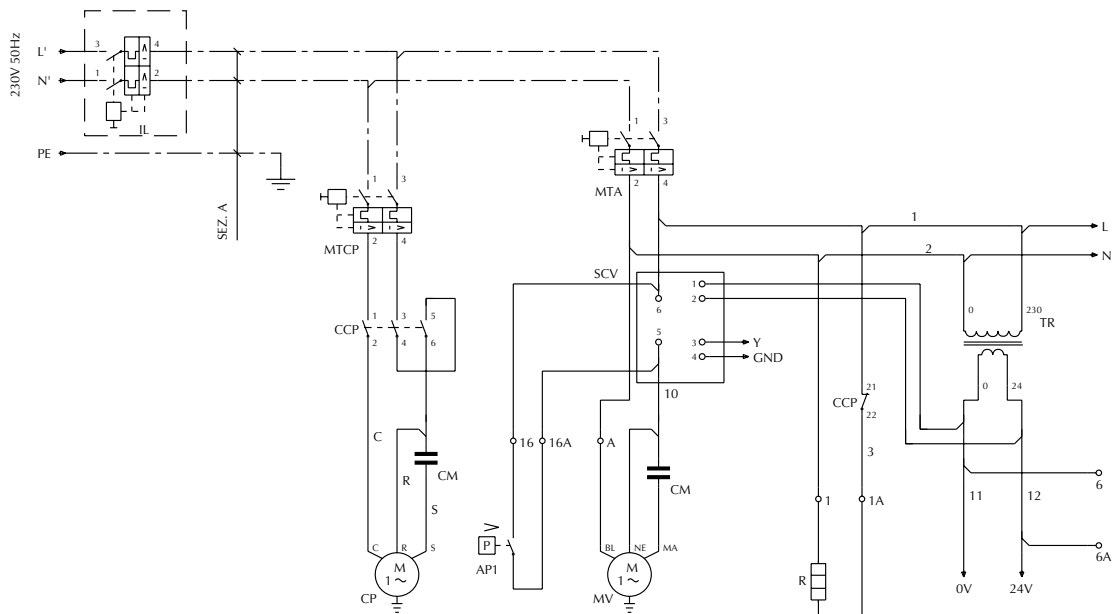 230V 50Hz
L'
3
4
N'
1
2
IL
PE
SEZ. A
1
3
2
4
MTCP
1
3
2
4
MTA
1
L
2
N
SCV
1
2
6
5
3
Y
4
GND
10
0
230
TR
0
24
1
3
5
CCP
2
4
6
21
CCP
22
C
16
16A
A
3
R
CM
CM
6
S
11
12
1
1A
V
P
AP1
C
R
S
BL
NE
MA
6A
M
1~
CP
M
1~
MV
R
0V
24V